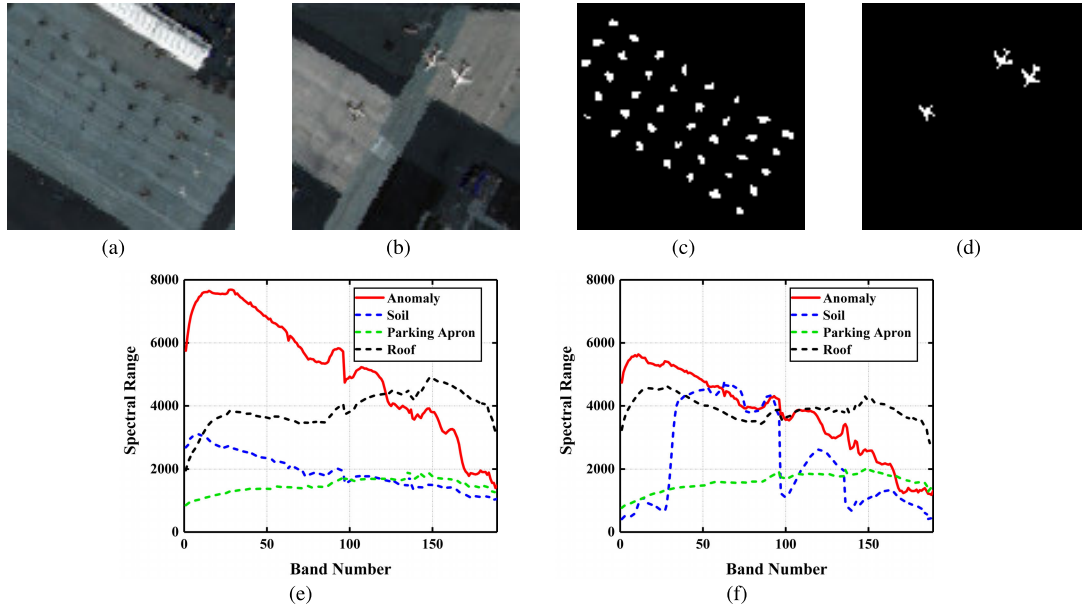 (a)
(b)
(c)
(d)
8000
6000
4000
2000
0
Spectral Range
0
50
100
150
Band Number
Anomaly
Soil
Parking Apron
Roof
(e)
8000
6000
4000
2000
0
Spectral Range
0
50
100
150
Band Number
Anomaly
Soil
Parking Apron
Roof
(f)